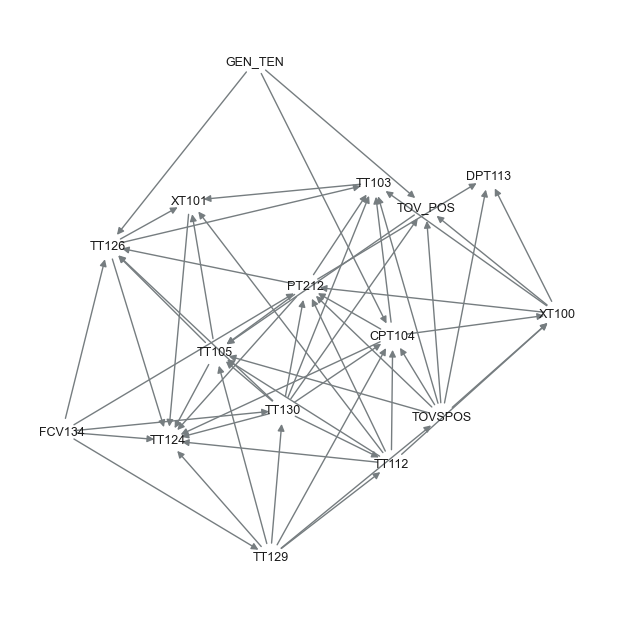 GEN_TEN
DPT113
TT103
XT101
TOV_POS
TT126
PT212
XT100
CPT104
TT105
TT130
TOVSPOS
FCV134
TT124
TT112
TT129